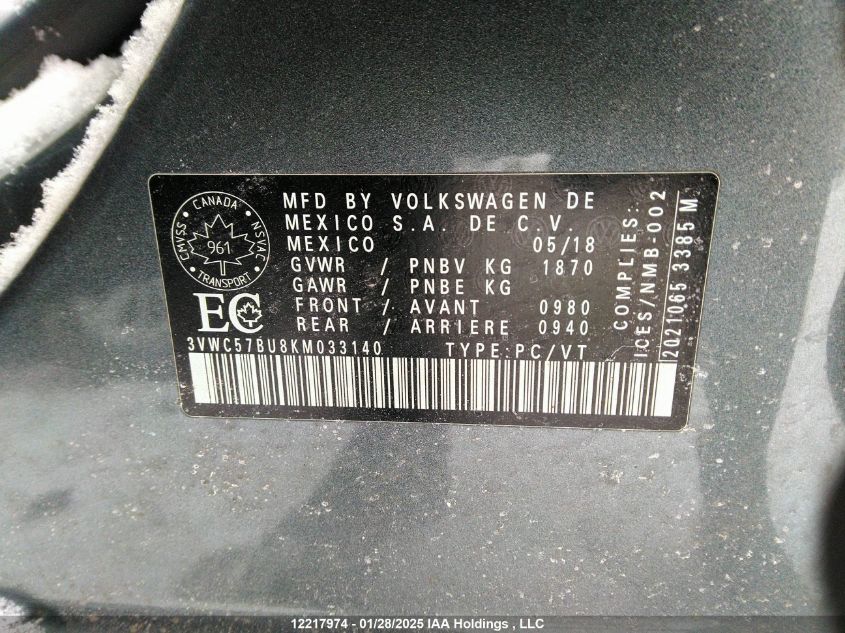 CANADA
CMVSS NSVAC
961
TRANSPORT
EC
MFD BY VOLKSWAGEN DE
MEXICO S.A. DE C.V.
MEXICO 05/18
GVWR / PNBV KG 1870
GAWR / PNBE KG
FRONT / AVANT 0980
REAR / ARRIERE 0940
3VWC57BU8KM033140 TYPE:PC/VT
COMPLIES:
ICES/NMB-002
2021065 3385 M
12217974 - 01/28/2025 IAA Holdings , LLC